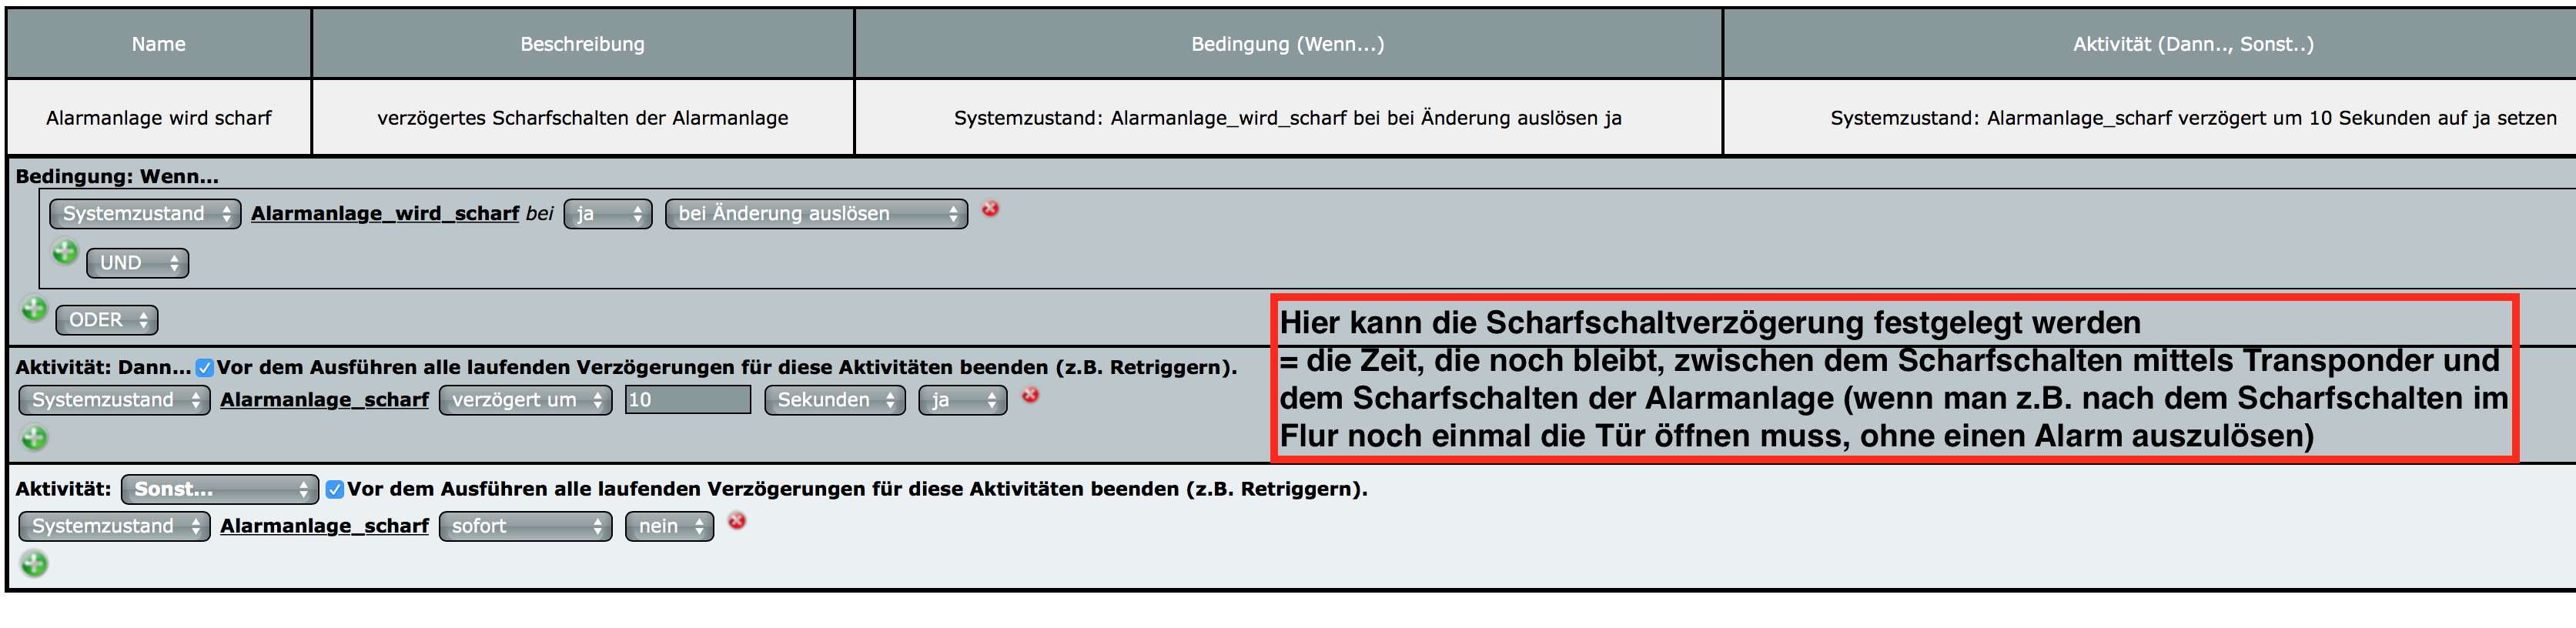 Name Beschreibung Bedingung (Wenn...) Aktivität (Dann.., Sonst..)
Alarmanlage wird scharf verzögertes Scharfschalten der Alarmanlage Systemzustand: Alarmanlage_wird_scharf bei bei Änderung auslösen ja Systemzustand: Alarmanlage_scharf verzögert um 10 Sekunden auf ja setzen
Bedingung: Wenn...
Systemzustand Alarmanlage_wird_scharf bei ja bei Änderung auslösen
UND
ODER
Hier kann die Scharfschaltverzögerung festgelegt werden
= die Zeit, die noch bleibt, zwischen dem Scharfschalten mittels Transponder und
dem Scharfschalten der Alarmanlage (wenn man z.B. nach dem Scharfschalten im
Flur noch einmal die Tür öffnen muss, ohne einen Alarm auszulösen)
Aktivität: Dann... Vor dem Ausführen alle laufenden Verzögerungen für diese Aktivitäten beenden (z.B. Retriggern).
Systemzustand Alarmanlage_scharf verzögert um 10 Sekunden ja
Aktivität: Sonst... Vor dem Ausführen alle laufenden Verzögerungen für diese Aktivitäten beenden (z.B. Retriggern).
Systemzustand Alarmanlage_scharf sofort nein